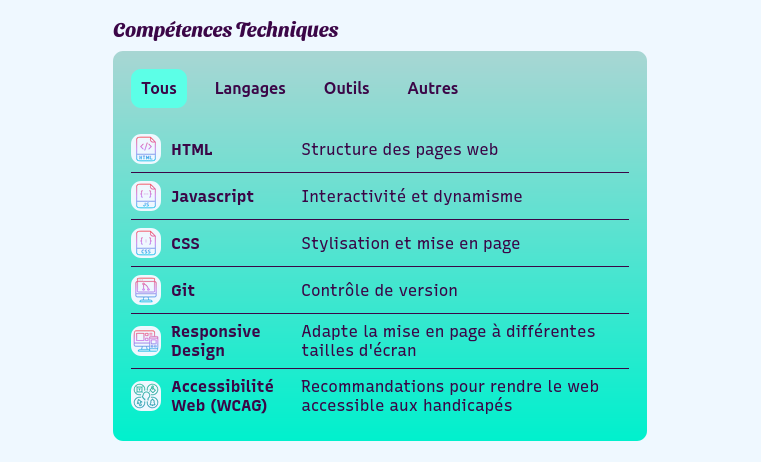 Compétences Techniques
Tous Langages Outils Autres
HTML Structure des pages web
Javascript Interactivité et dynamisme
CSS Stylisation et mise en page
Git Contrôle de version
Responsive Design Adapte la mise en page à différentes
tailles d'écran
Accessibilité Web (WCAG) Recommandations pour rendre le web
accessible aux handicapés